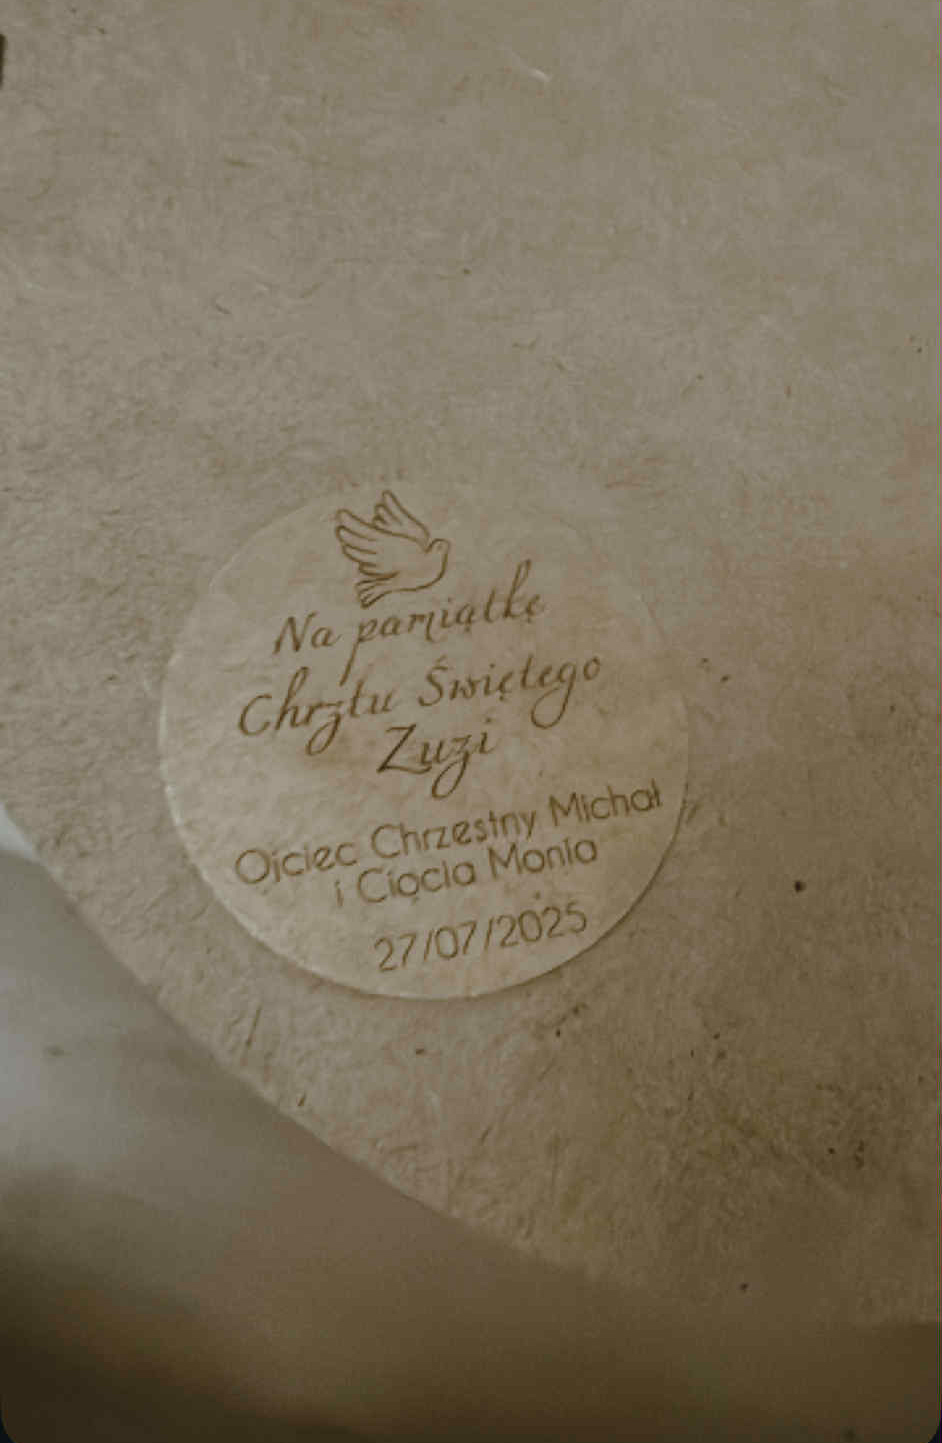 Na pamiątkę
Chrztu Świętego
Zuzi
Ojciec Chrzestny Michał
i Ciocia Monia
27/07/2025